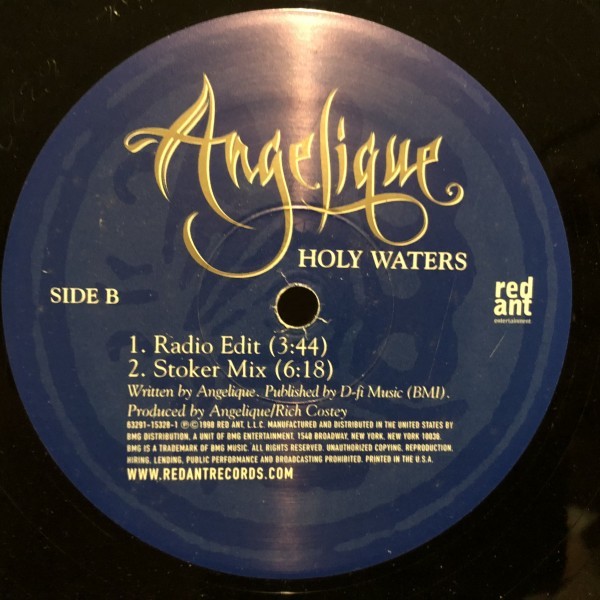 Angelique
HOLY WATERS
SIDE B
red
ant
entertainment
1. Radio Edit (3:44)
2. Stoker Mix (6:18)
Written by Angelique. Published by D-fi Music (BMI).
Produced by Angelique/Rich Costey
63291-15328-1 ℗©1998 RED ANT, L.L.C. MANUFACTURED AND DISTRIBUTED IN THE UNITED STATES BY
BMG DISTRIBUTION, A UNIT OF BMG ENTERTAINMENT, 1540 BROADWAY, NEW YORK, NEW YORK 10036.
BMG IS A TRADEMARK OF BMG MUSIC. ALL RIGHTS RESERVED. UNAUTHORIZED COPYING, REPRODUCTION,
HIRING, LENDING, PUBLIC PERFORMANCE AND BROADCASTING PROHIBITED. PRINTED IN THE U.S.A.
WWW.REDANTRECORDS.COM